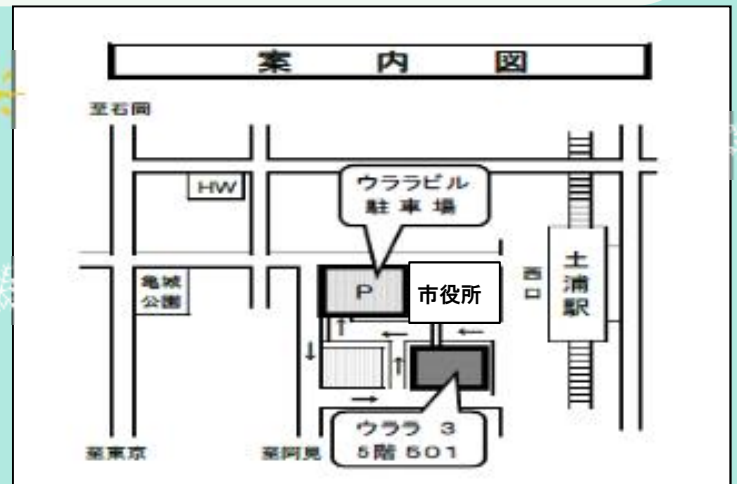 案内図
至石岡
HW
ウララビル
駐車場
亀城
公園
P
市役所
西口
土浦駅
ウララ 3
5階 501
至東京
至阿見